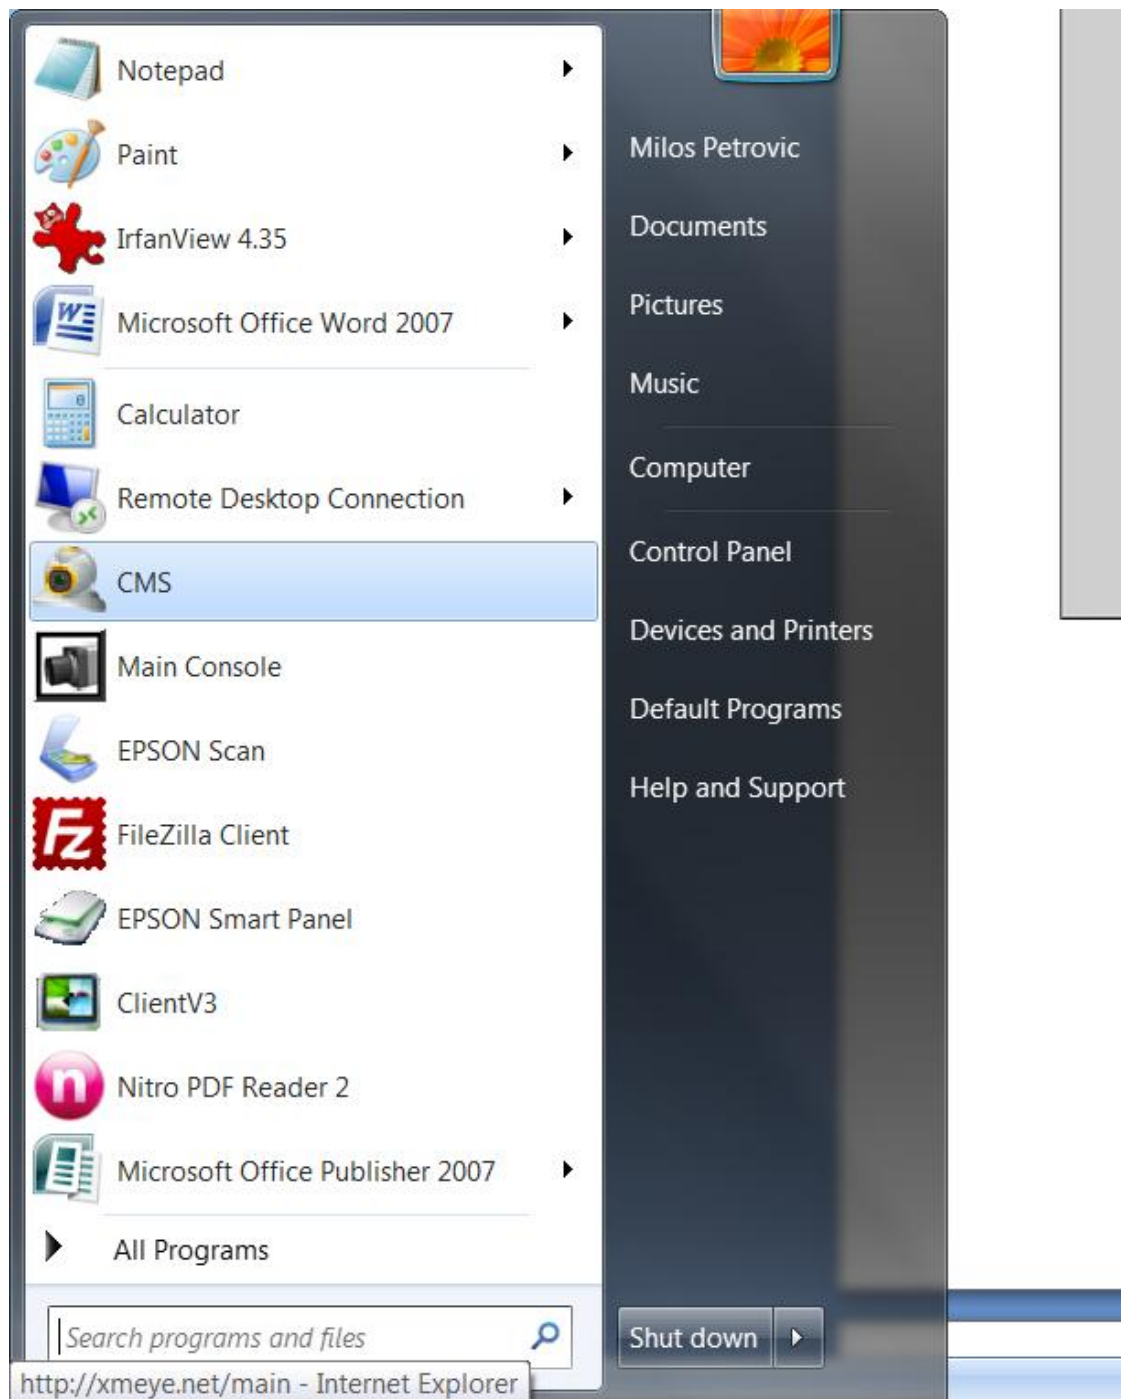 Notepad
Paint
IrfanView 4.35
Microsoft Office Word 2007
Calculator
Remote Desktop Connection
CMS
Main Console
EPSON Scan
FileZilla Client
EPSON Smart Panel
ClientV3
Nitro PDF Reader 2
Microsoft Office Publisher 2007
All Programs
Search programs and files
http://xmeye.net/main - Internet Explorer
Milos Petrovic
Documents
Pictures
Music
Computer
Control Panel
Devices and Printers
Default Programs
Help and Support
Shut down